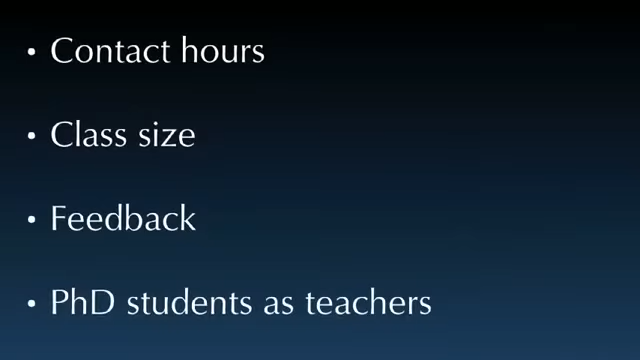 • Contact hours
• Class size
• Feedback
• PhD students as teachers